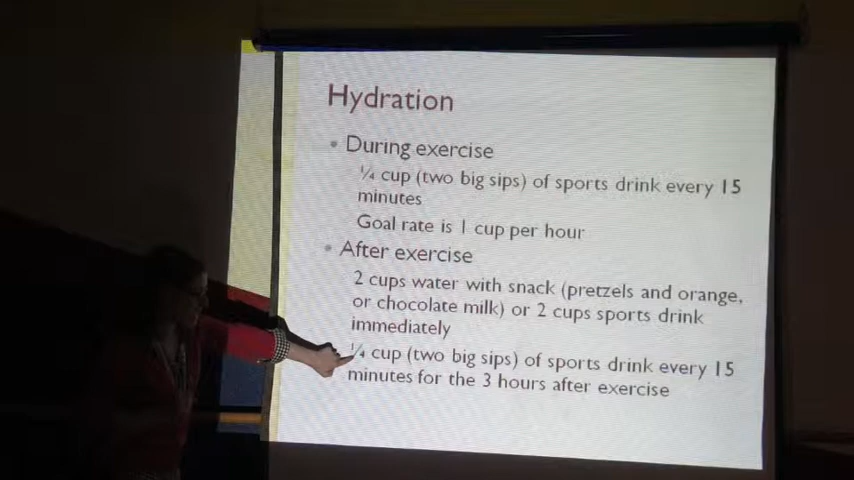 Hydration
• During exercise
¼ cup (two big sips) of sports drink every 15
minutes
Goal rate is 1 cup per hour
• After exercise
2 cups water with snack (pretzels and orange,
or chocolate milk) or 2 cups sports drink
immediately
¼ cup (two big sips) of sports drink every 15
minutes for the 3 hours after exercise